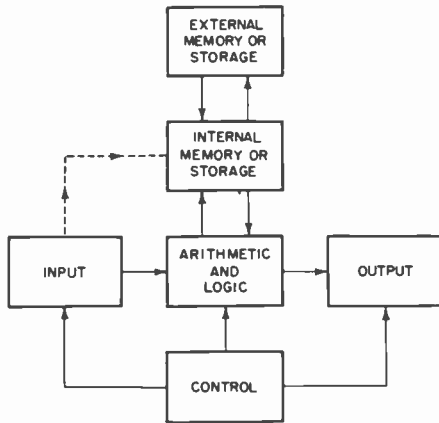 EXTERNAL
MEMORY OR
STORAGE
INTERNAL
MEMORY OR
STORAGE
INPUT
ARITHMETIC
AND
LOGIC
OUTPUT
CONTROL